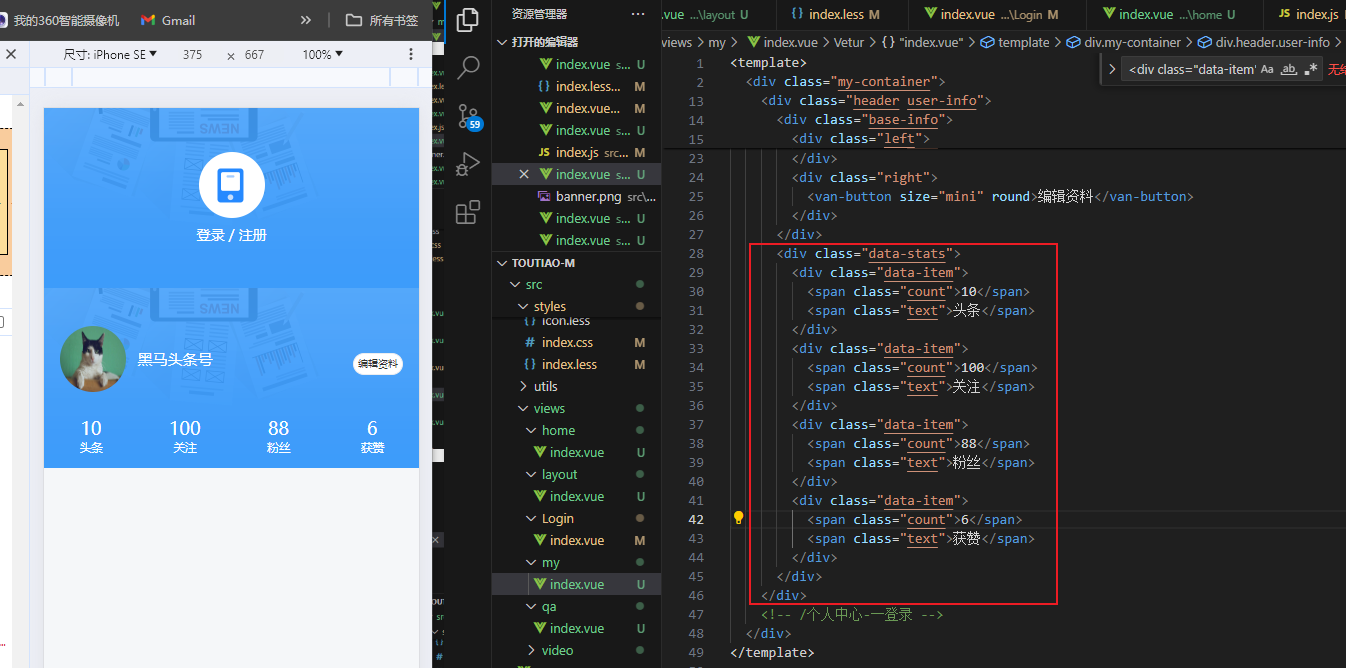 我的360智能摄像机 Gmail » 所有书签
尺寸: iPhone SE ▼ 375 × 667 100% ▼
NEWS
登录 / 注册
NEWS
黑马头条号
编辑资料
10 100 88 6
头条 关注 粉丝 获赞
资源管理器 ···
打开的编辑器
index.vue s... U
{ } index.less... M
index.vue... M
index.vue s... U
JS index.js src... M
index.vue s... U
banner.png src\...
index.vue s... U
index.vue s... U
59
TOUTIAO-M
src
styles
{ } icon.less
# index.css M
{ } index.less M
utils
views
home
index.vue U
layout
index.vue U
Login
index.vue M
my
index.vue U
qa
index.vue U
video
.vue ...\layout U { } index.less M index.vue ...\Login M index.vue ...\home U JS index.js
views > my > index.vue > Vetur > { } "index.vue" > template > div.my-container > div.header.user-info >
<div class="data-item" Aa ab .*
1 <template>
2 <div class="my-container">
13 <div class="header user-info">
14 <div class="base-info">
15 <div class="left">
23 </div>
24 <div class="right">
25 <van-button size="mini" round>编辑资料</van-button>
26 </div>
27 </div>
28 <div class="data-stats">
29 <div class="data-item">
30 <span class="count">10</span>
31 <span class="text">头条</span>
32 </div>
33 <div class="data-item">
34 <span class="count">100</span>
35 <span class="text">关注</span>
36 </div>
37 <div class="data-item">
38 <span class="count">88</span>
39 <span class="text">粉丝</span>
40 </div>
41 <div class="data-item">
42 <span class="count">6</span>
43 <span class="text">获赞</span>
44 </div>
45 </div>
46 </div>
47 <!-- /个人中心-一登录 -->
48 </div>
49 </template>